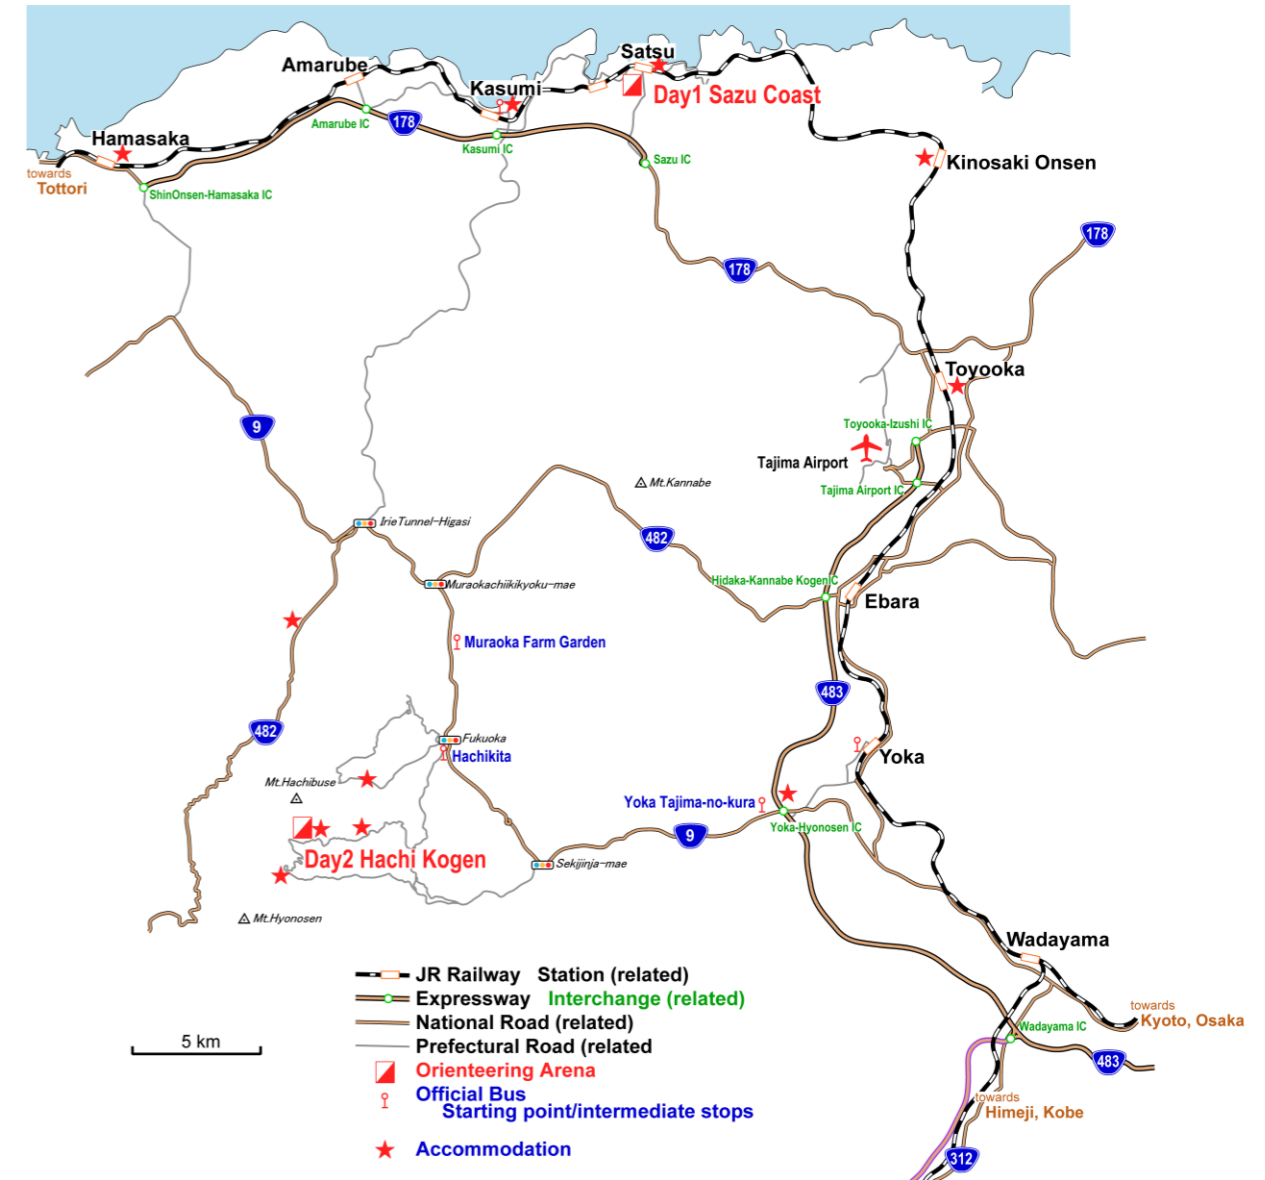 Satsu
Amarube
Kasumi
Day1 Sazu Coast
178
Amarube IC
Hamasaka
Kasumi IC
Sazu IC
Kinosaki Onsen
towards
Tottori
ShinOnsen-Hamasaka IC
178
178
Toyooka
9
Toyooka-Izushi IC
Tajima Airport
Mt.Kannabe
Tajima Airport IC
IrieTunnel-Higasi
482
Muraokachiikikyoku-mae
Hidaka-Kannabe KogenIC
Ebara
Muraoka Farm Garden
483
482
Fukuoka
Hachikita
Yoka
Mt.Hachibuse
Yoka Tajima-no-kura
9
Yoka-Hyonosen IC
Day2 Hachi Kogen
Sekijinja-mae
Mt.Hyonosen
Wadayama
JR Railway Station (related)
Expressway Interchange (related)
towards
Kyoto, Osaka
National Road (related)
Wadayama IC
5 km
Prefectural Road (related
483
Orienteering Arena
Official Bus
Starting point/intermediate stops
towards
Himeji, Kobe
Accommodation
312